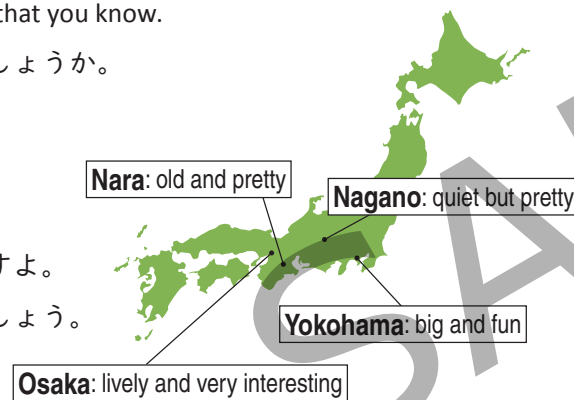 that you know.
しょうか。
Nara: old and pretty
Nagano: quiet but pretty
すよ。
しょう。
Yokohama: big and fun
Osaka: lively and very interesting
SA